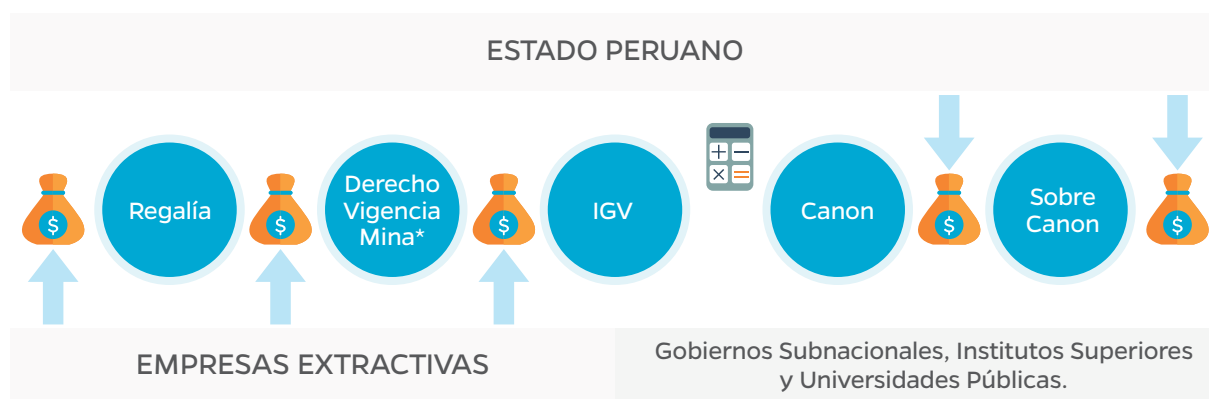 ESTADO PERUANO
$
Regalía
$
Derecho
Vigencia
Mina*
$
IGV
Canon
$
Sobre
Canon
$
EMPRESAS EXTRACTIVAS
Gobiernos Subnacionales, Institutos Superiores
y Universidades Públicas.